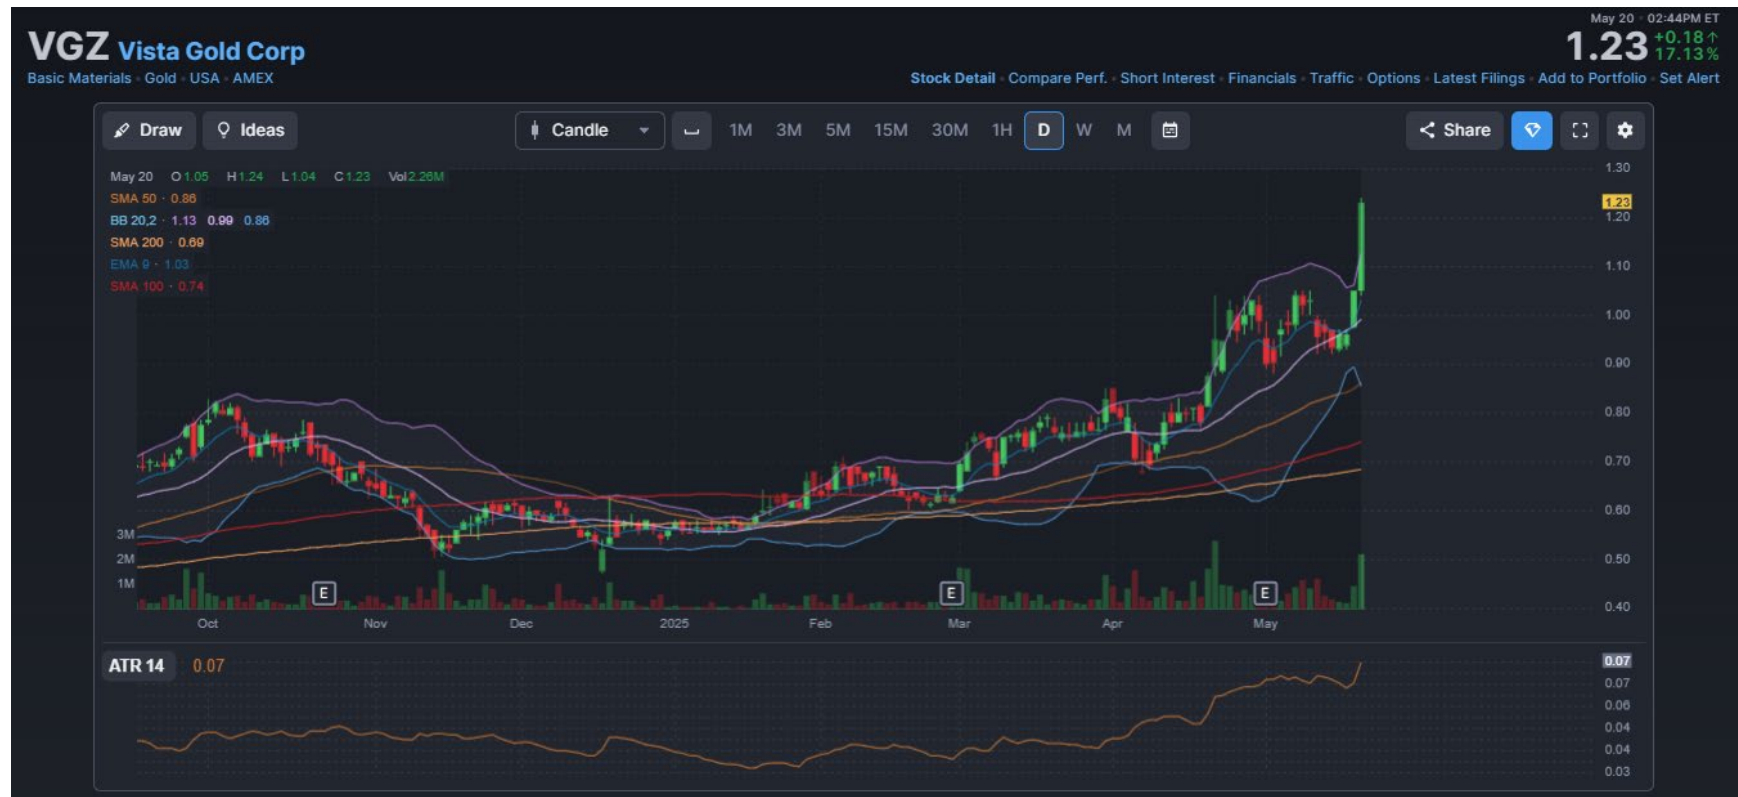 May 20 · 02:44PM ET
VGZ Vista Gold Corp
1.23 +0.18↑
17.13%
Basic Materials · Gold · USA · AMEX
Stock Detail · Compare Perf. · Short Interest · Financials · Traffic · Options · Latest Filings · Add to Portfolio · Set Alert
Draw Ideas Candle 1M 3M 5M 15M 30M 1H D W M Share
May 20 O1.05 H1.24 L1.04 C1.23 Vol2.26M
SMA 50 · 0.86
BB 20,2 · 1.13 0.99 0.86
SMA 200 · 0.69
EMA 9 · 1.03
SMA 100 · 0.74
1.30
1.23
1.20
1.10
1.00
0.90
0.80
0.70
0.60
0.50
0.40
3M
2M
1M
E E E
Oct Nov Dec 2025 Feb Mar Apr May
ATR 14 0.07
0.07
0.07
0.06
0.04
0.04
0.03